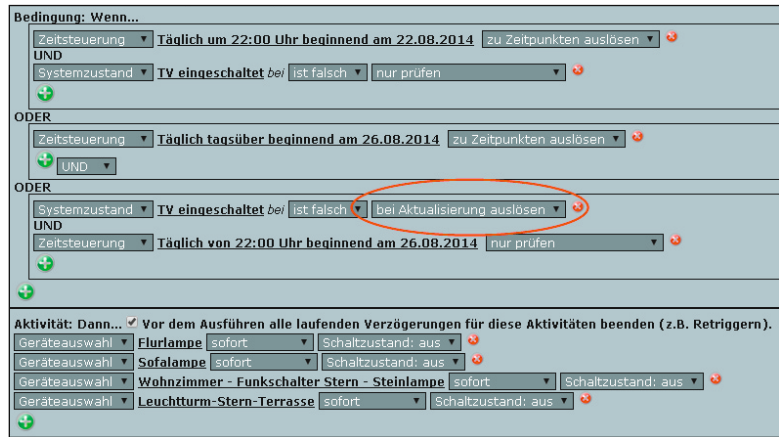 Bedingung: Wenn...
Zeitsteuerung Täglich um 22:00 Uhr beginnend am 22.08.2014 zu Zeitpunkten auslösen
UND
Systemzustand TV eingeschaltet bei ist falsch nur prüfen
ODER
Zeitsteuerung Täglich tagsüber beginnend am 26.08.2014 zu Zeitpunkten auslösen
UND
ODER
Systemzustand TV eingeschaltet bei ist falsch bei Aktualisierung auslösen
UND
Zeitsteuerung Täglich von 22:00 Uhr beginnend am 26.08.2014 nur prüfen
Aktivität: Dann... Vor dem Ausführen alle laufenden Verzögerungen für diese Aktivitäten beenden (z.B. Retriggern).
Geräteauswahl Flurlampe sofort Schaltzustand: aus
Geräteauswahl Sofalampe sofort Schaltzustand: aus
Geräteauswahl Wohnzimmer - Funkschalter Stern - Steinlampe sofort Schaltzustand: aus
Geräteauswahl Leuchtturm-Stern-Terrasse sofort Schaltzustand: aus